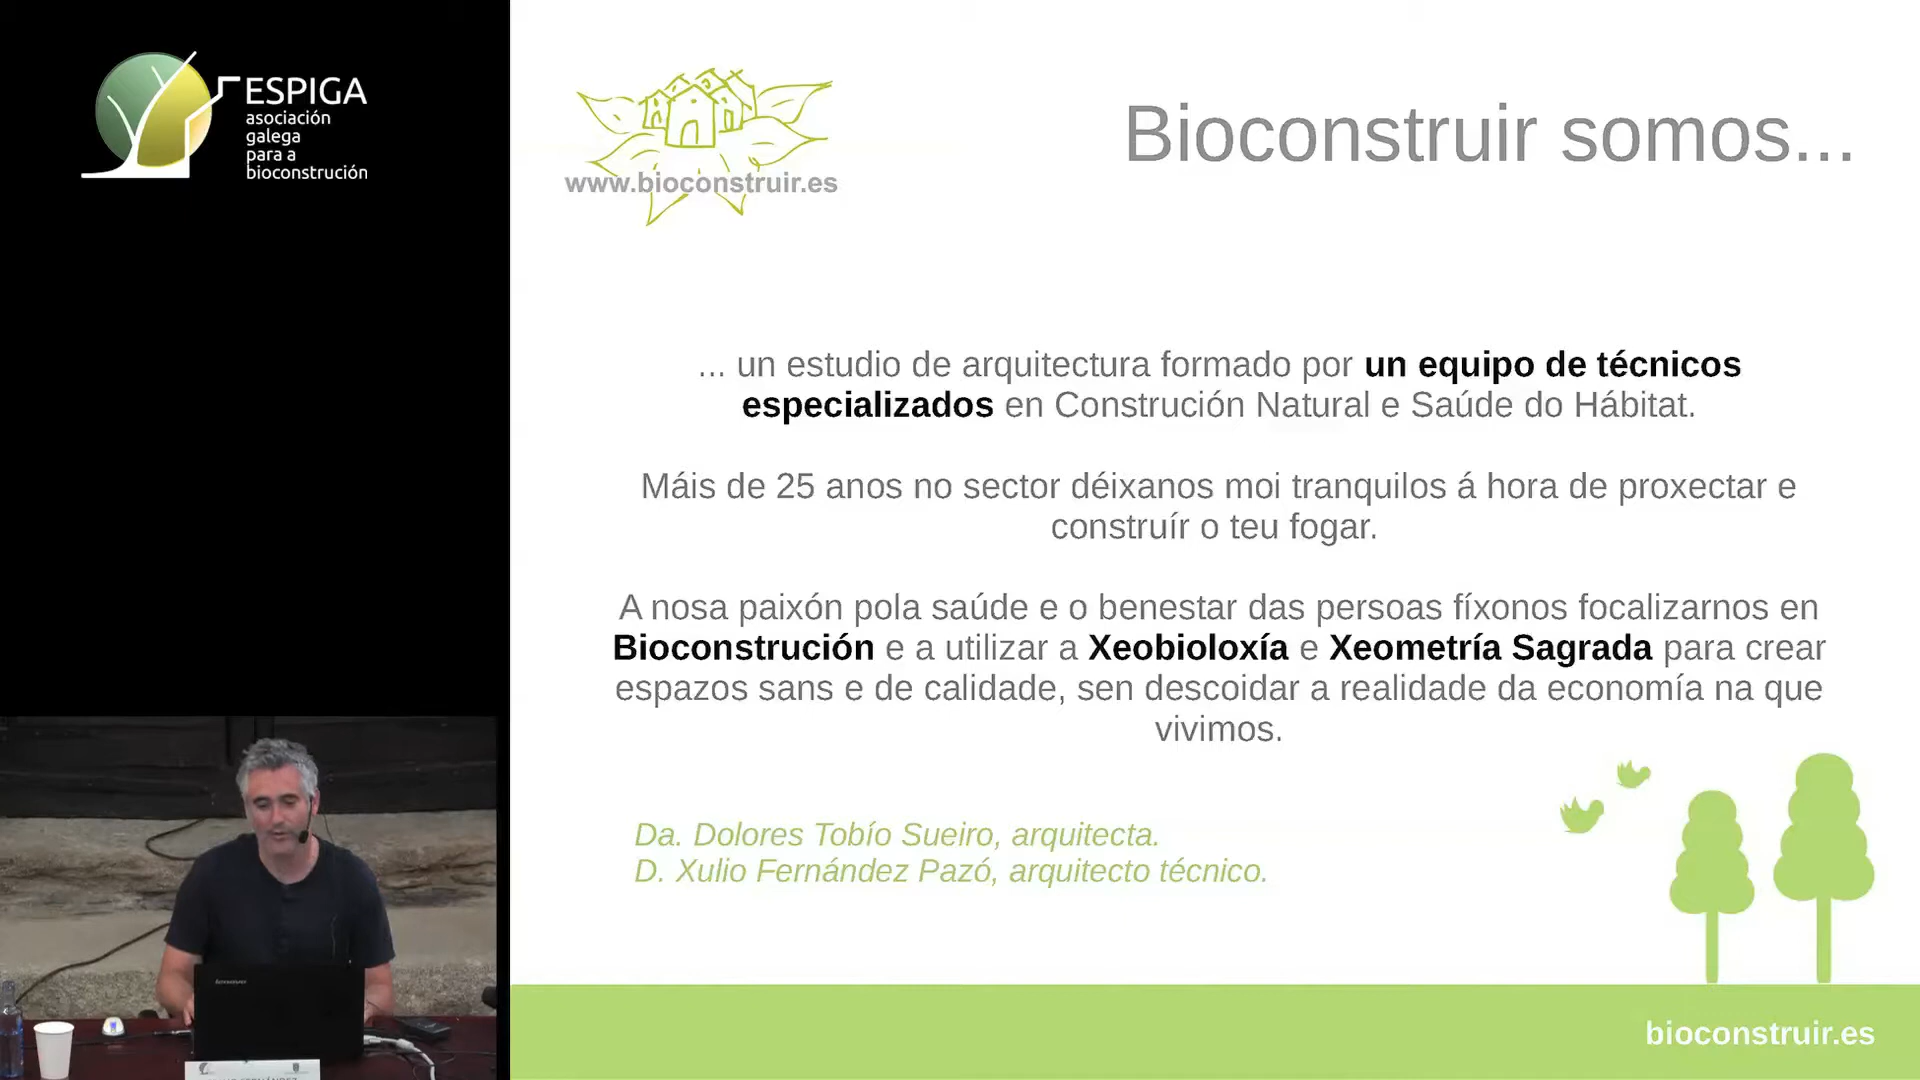 ESPIGA
asociación
galega
para a
bioconstrución
www.bioconstruir.es
Bioconstruir somos...
... un estudio de arquitectura formado por un equipo de técnicos
especializados en Construción Natural e Saúde do Hábitat.
Máis de 25 anos no sector déixanos moi tranquilos á hora de proxectar e
construír o teu fogar.
A nosa paixón pola saúde e o benestar das persoas fíxonos focalizarnos en
Bioconstrución e a utilizar a Xeobioloxía e Xeometría Sagrada para crear
espazos sans e de calidade, sen descoidar a realidade da economía na que
vivimos.
Da. Dolores Tobío Sueiro, arquitecta.
D. Xulio Fernández Pazó, arquitecto técnico.
bioconstruir.es